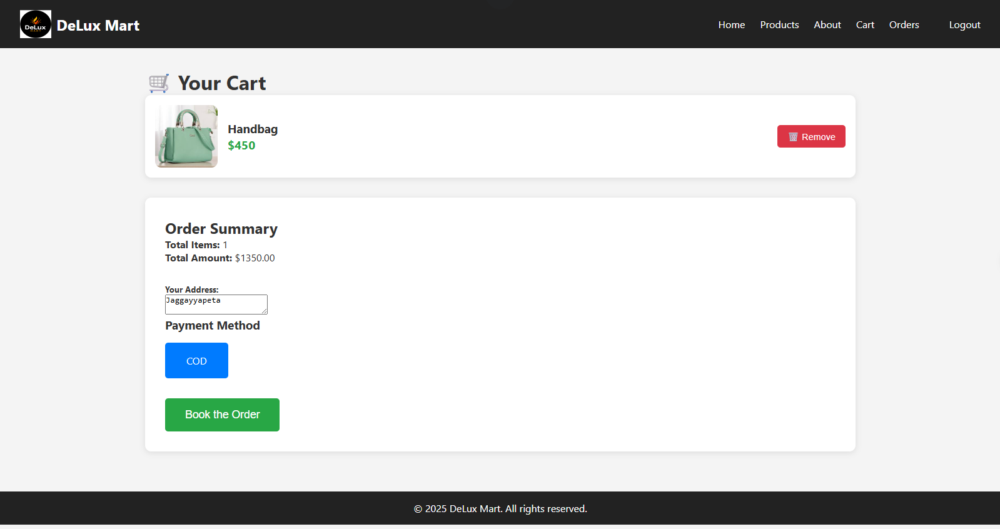 DeLux
MART
DeLux Mart
Home Products About Cart Orders Logout
Your Cart
Handbag
$450
Remove
Order Summary
Total Items: 1
Total Amount: $1350.00
Your Address:
Jaggayyapeta
Payment Method
COD
Book the Order
© 2025 DeLux Mart. All rights reserved.